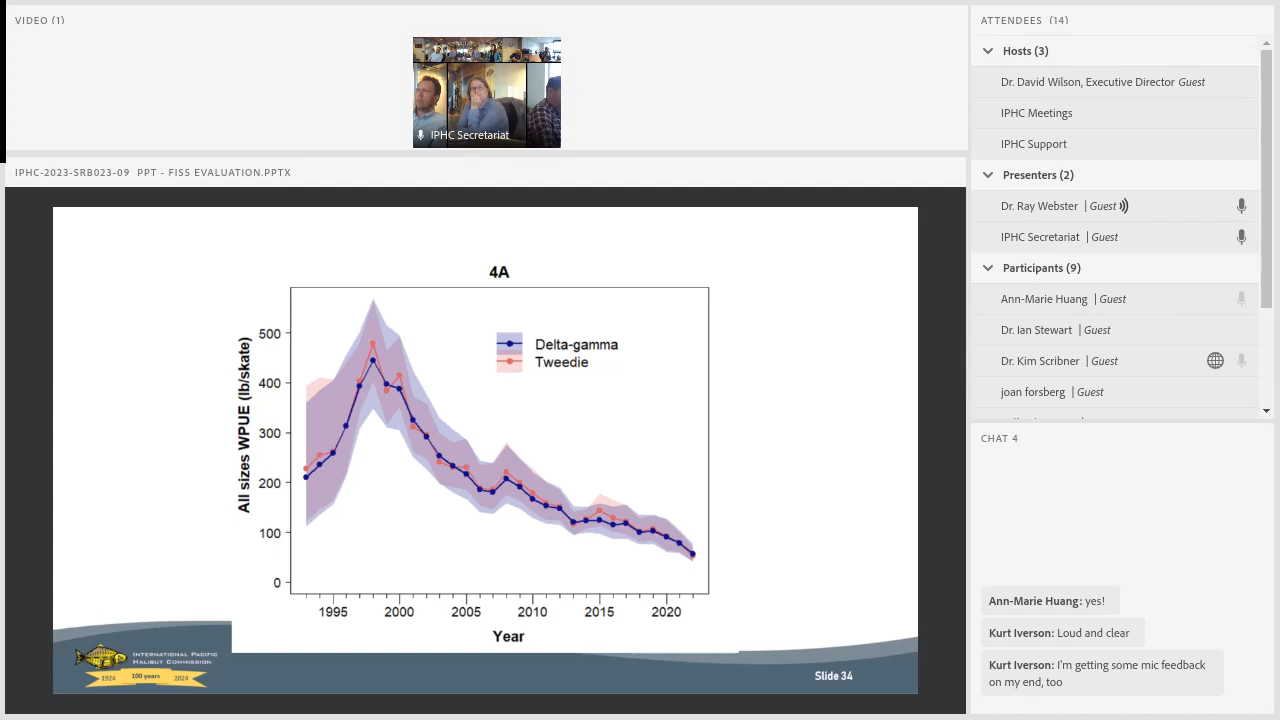 VIDEO (1)
IPHC Secretariat
IPHC-2023-SRB023-09 PPT - FISS EVALUATION.PPTX
4A
All sizes WPUE (lb/skate)
500
400
300
200
100
0
Delta-gamma
Tweedie
1995 2000 2005 2010 2015 2020
Year
INTERNATIONAL PACIFIC
HALIBUT COMMISSION
1924 100 years 2024
Slide 34
ATTENDEES (14)
Hosts (3)
Dr. David Wilson, Executive Director Guest
IPHC Meetings
IPHC Support
Presenters (2)
Dr. Ray Webster | Guest
IPHC Secretariat | Guest
Participants (9)
Ann-Marie Huang | Guest
Dr. Ian Stewart | Guest
Dr. Kim Scribner | Guest
joan forsberg | Guest
CHAT 4
Ann-Marie Huang: yes!
Kurt Iverson: Loud and clear
Kurt Iverson: I'm getting some mic feedback
on my end, too